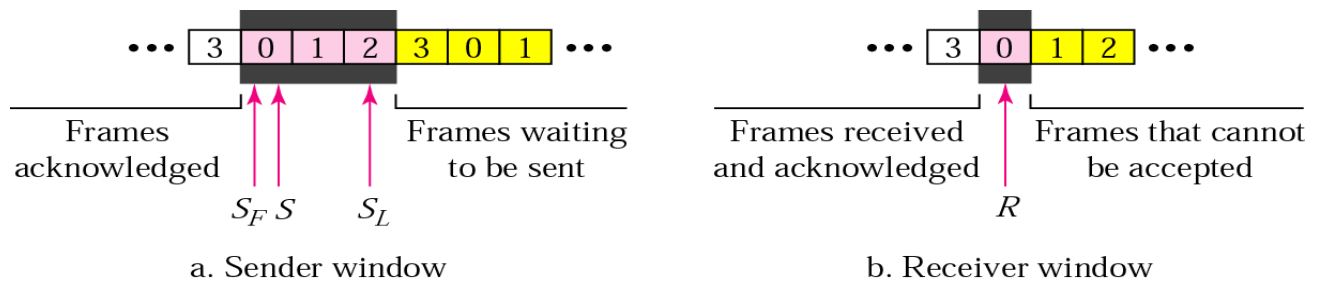 ••• 3 0 1 2 3 0 1 •••
Frames
acknowledged
Frames waiting
to be sent
S_F S S_L
a. Sender window
••• 3 0 1 2 •••
Frames received
and acknowledged
Frames that cannot
be accepted
R
b. Receiver window